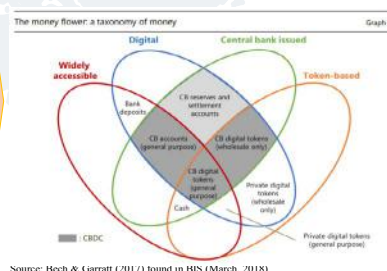 The money flower: a taxonomy of money
Graph
Digital
Central bank issued
Widely
accessible
Token-based
Bank
deposits
CB reserves and
settlement
accounts
CB accounts
(general purpose)
CB digital tokens
(wholesale only)
CB digital
tokens
(general
purpose)
Private digital
tokens
(wholesale
only)
Cash
: CBDC
Private digital tokens
(general purpose)
Source: Bech & Garratt (2017) found in BIS (March, 2018)